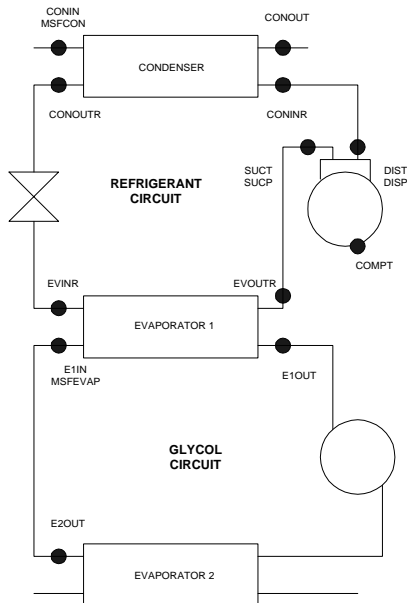 CONIN
MSFCON
CONOUT
CONDENSER
CONOUTR
CONINR
REFRIGERANT
CIRCUIT
SUCT
SUCP
DIST
DISP
COMPT
EVINR
EVOUTR
EVAPORATOR 1
E1IN
MSFEVAP
E1OUT
GLYCOL
CIRCUIT
E2OUT
EVAPORATOR 2